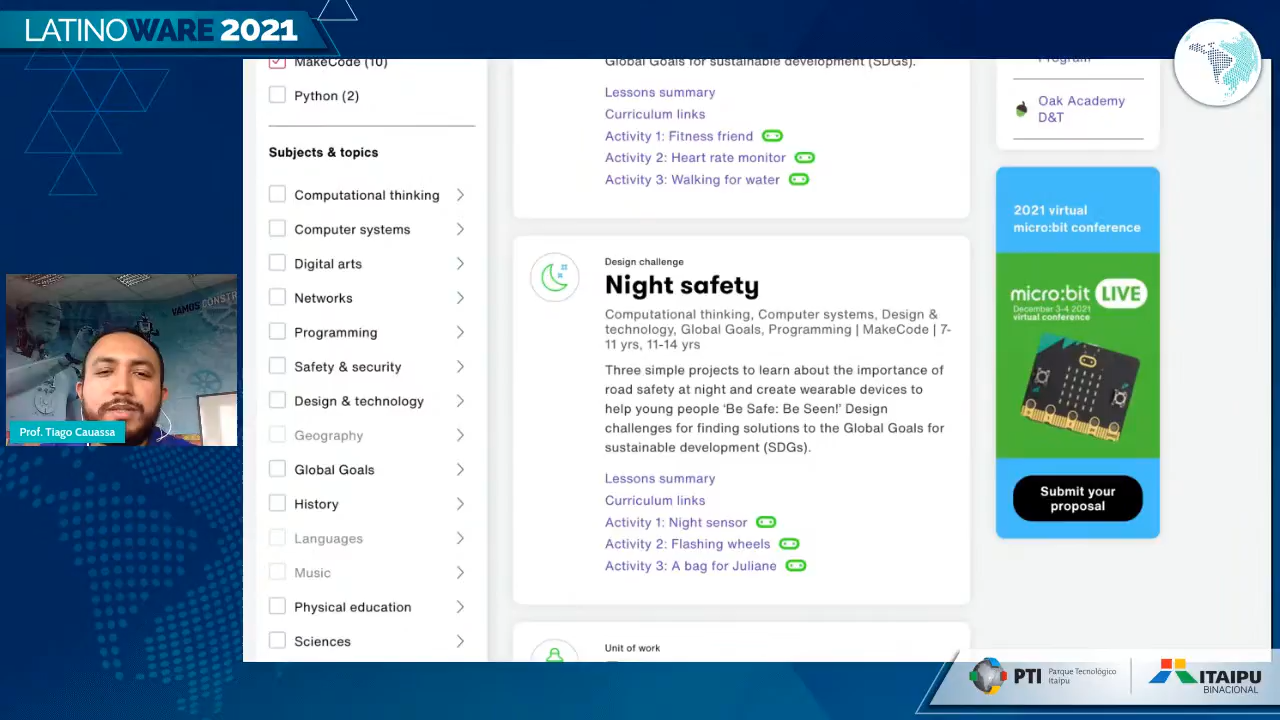 LATINOWARE 2021
MakeCode (10)
Python (2)
Subjects & topics
Computational thinking
Computer systems
Digital arts
Networks
Programming
Safety & security
Design & technology
Geography
Global Goals
History
Languages
Music
Physical education
Sciences
Global Goals for sustainable development (SDGs).
Lessons summary
Curriculum links
Activity 1: Fitness friend
Activity 2: Heart rate monitor
Activity 3: Walking for water
Design challenge
Night safety
Computational thinking, Computer systems, Design &
technology, Global Goals, Programming | MakeCode | 7-
11 yrs, 11-14 yrs
Three simple projects to learn about the importance of
road safety at night and create wearable devices to
help young people ‘Be Safe: Be Seen!’ Design
challenges for finding solutions to the Global Goals for
sustainable development (SDGs).
Lessons summary
Curriculum links
Activity 1: Night sensor
Activity 2: Flashing wheels
Activity 3: A bag for Juliane
Unit of work
Program
Oak Academy
D&T
2021 virtual
micro:bit conference
micro:bit LIVE
December 3-4 2021
virtual conference
Submit your
proposal
VAMOS CONSTR
Prof. Tiago Cauassa
PTI Parque Tecnológico
Itaipu
ITAIPU
BINACIONAL